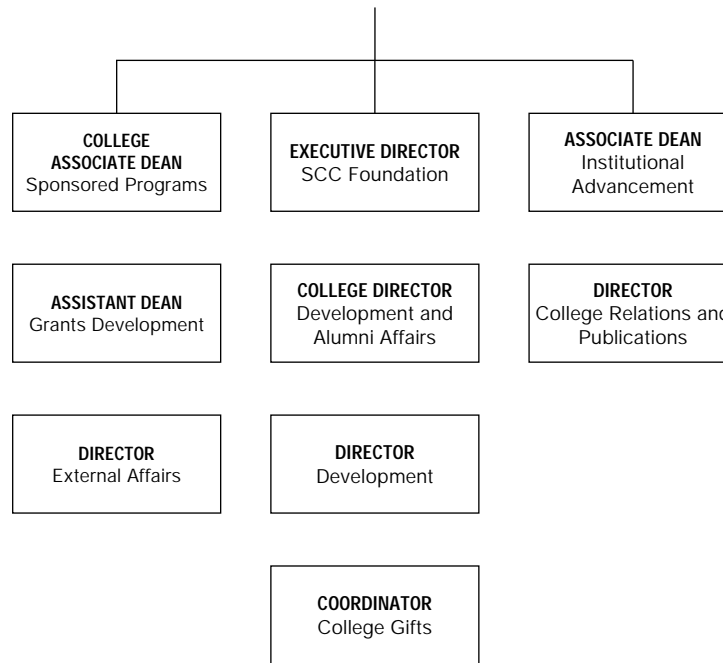 COLLEGE
ASSOCIATE DEAN
Sponsored Programs
EXECUTIVE DIRECTOR
SCC Foundation
ASSOCIATE DEAN
Institutional
Advancement
ASSISTANT DEAN
Grants Development
COLLEGE DIRECTOR
Development and
Alumni Affairs
DIRECTOR
College Relations and
Publications
DIRECTOR
External Affairs
DIRECTOR
Development
COORDINATOR
College Gifts